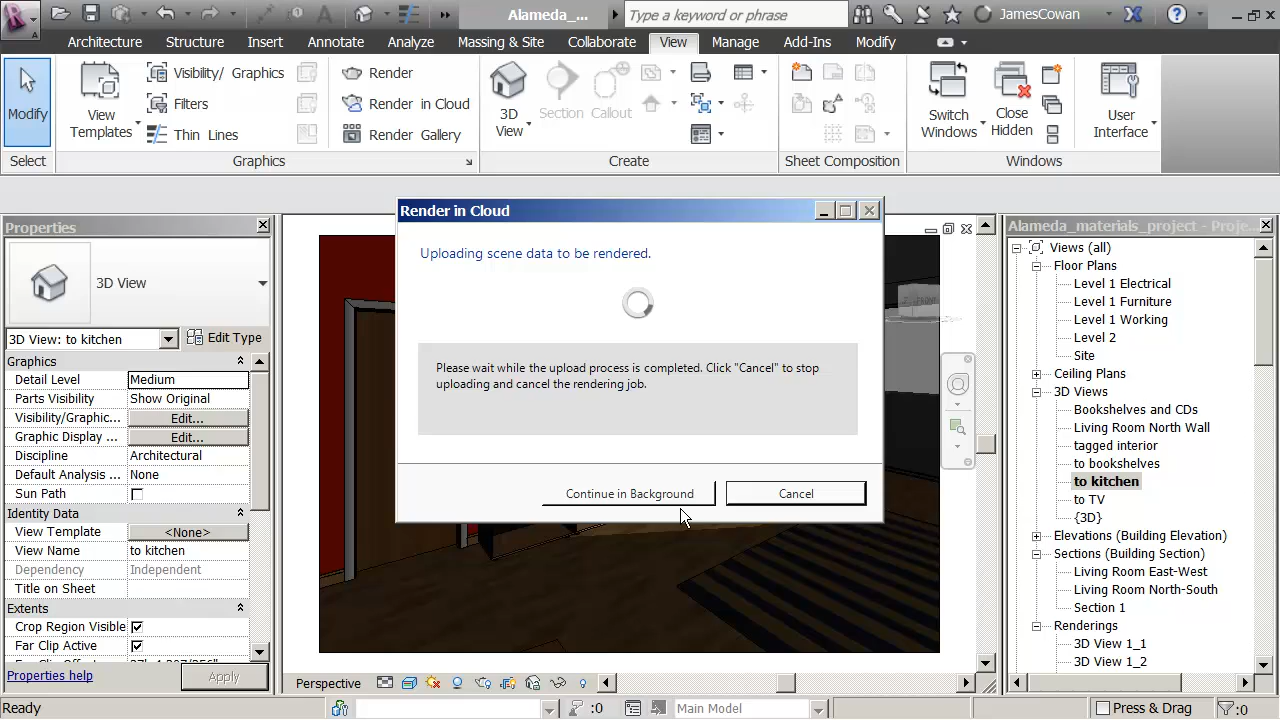 Alameda_...
Type a keyword or phrase
JamesCowan
Architecture
Structure
Insert
Annotate
Analyze
Massing & Site
Collaborate
View
Manage
Add-Ins
Modify
Modify
Select
View
Templates
Visibility/ Graphics
Filters
Thin Lines
Render
Render in Cloud
Render Gallery
Graphics
3D
View
Section
Callout
Create
Sheet Composition
Switch
Windows
Close
Hidden
Windows
User
Interface
Properties
3D View
3D View: to kitchen
Edit Type
Graphics
Detail Level
Medium
Parts Visibility
Show Original
Visibility/Graphic...
Edit...
Graphic Display ...
Edit...
Discipline
Architectural
Default Analysis ...
None
Sun Path
Identity Data
View Template
<None>
View Name
to kitchen
Dependency
Independent
Title on Sheet
Extents
Crop Region Visible
Far Clip Active
Properties help
Apply
Render in Cloud
Uploading scene data to be rendered.
Please wait while the upload process is completed. Click "Cancel" to stop
uploading and cancel the rendering job.
Continue in Background
Cancel
Perspective
Alameda_materials_project - Project Browser
Views (all)
Floor Plans
Level 1 Electrical
Level 1 Furniture
Level 1 Working
Level 2
Site
Ceiling Plans
3D Views
Bookshelves and CDs
Living Room North Wall
tagged interior
to bookshelves
to kitchen
to TV
{3D}
Elevations (Building Elevation)
Sections (Building Section)
Living Room East-West
Living Room North-South
Section 1
Renderings
3D View 1_1
3D View 1_2
Ready
:0
Main Model
Press & Drag
:0